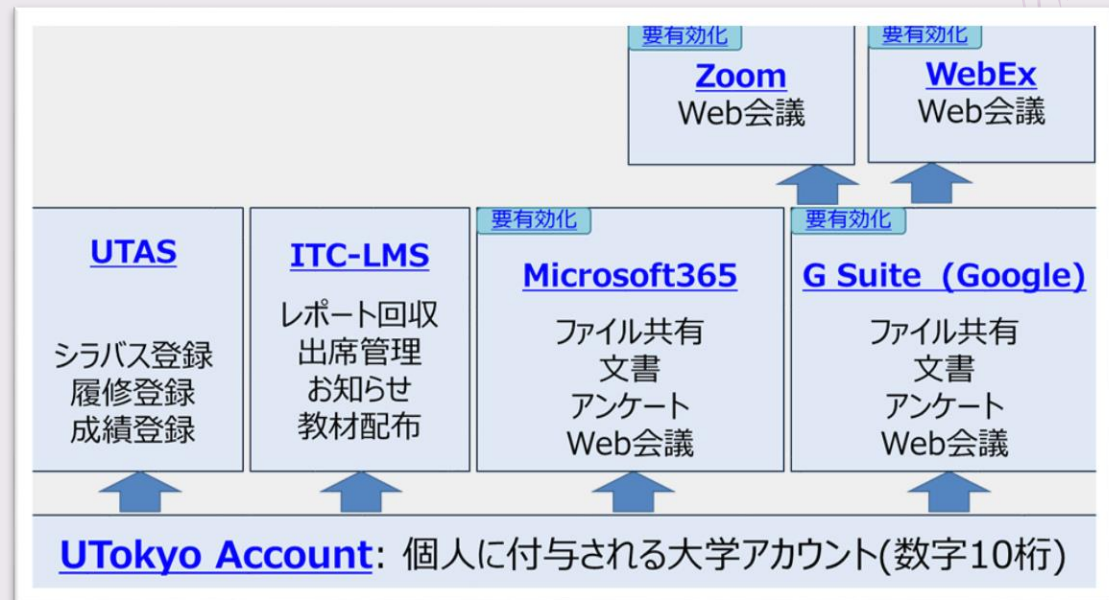 要有効化
Zoom
Web会議
要有効化
WebEx
Web会議
UTAS
シラバス登録
履修登録
成績登録
ITC-LMS
レポート回収
出席管理
お知らせ
教材配布
要有効化
Microsoft365
ファイル共有
文書
アンケート
Web会議
要有効化
G Suite (Google)
ファイル共有
文書
アンケート
Web会議
UTokyo Account: 個人に付与される大学アカウント(数字10桁)